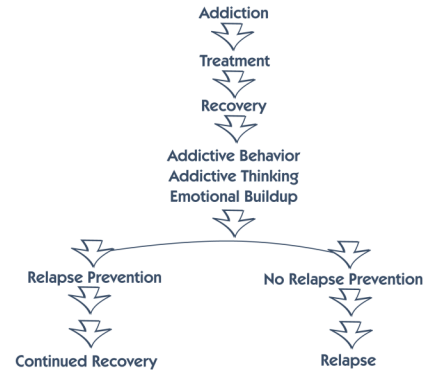 Addiction
Treatment
Recovery
Addictive Behavior
Addictive Thinking
Emotional Buildup
Relapse Prevention
No Relapse Prevention
Continued Recovery
Relapse